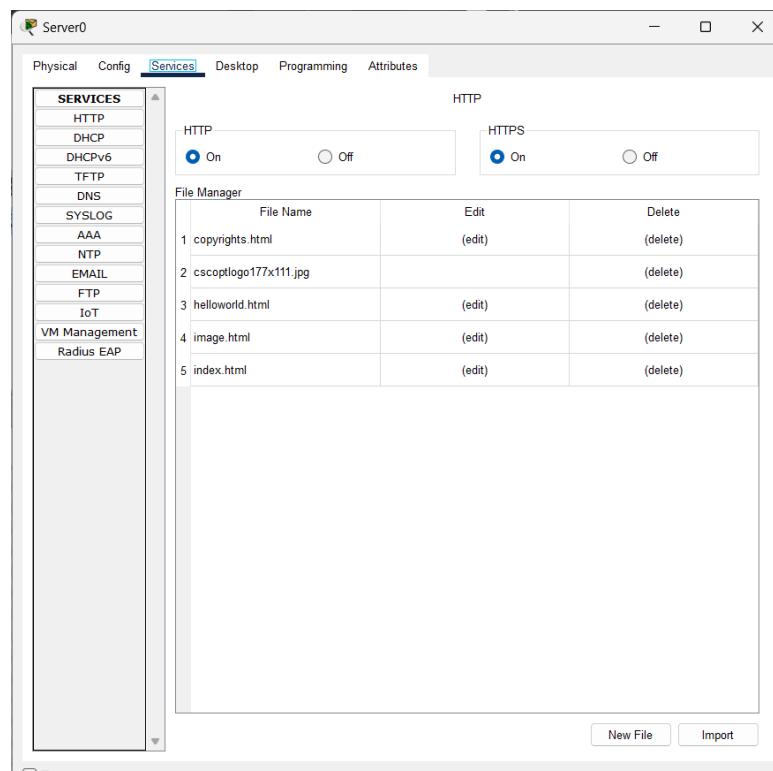 Server0
Physical Config Services Desktop Programming Attributes
SERVICES
HTTP
DHCP
DHCPv6
TFTP
DNS
SYSLOG
AAA
NTP
EMAIL
FTP
IoT
VM Management
Radius EAP
HTTP
HTTP
On Off
HTTPS
On Off
File Manager
File Name Edit Delete
1 copyrights.html (edit) (delete)
2 cscoptlogo177x111.jpg (delete)
3 helloworld.html (edit) (delete)
4 image.html (edit) (delete)
5 index.html (edit) (delete)
New File Import